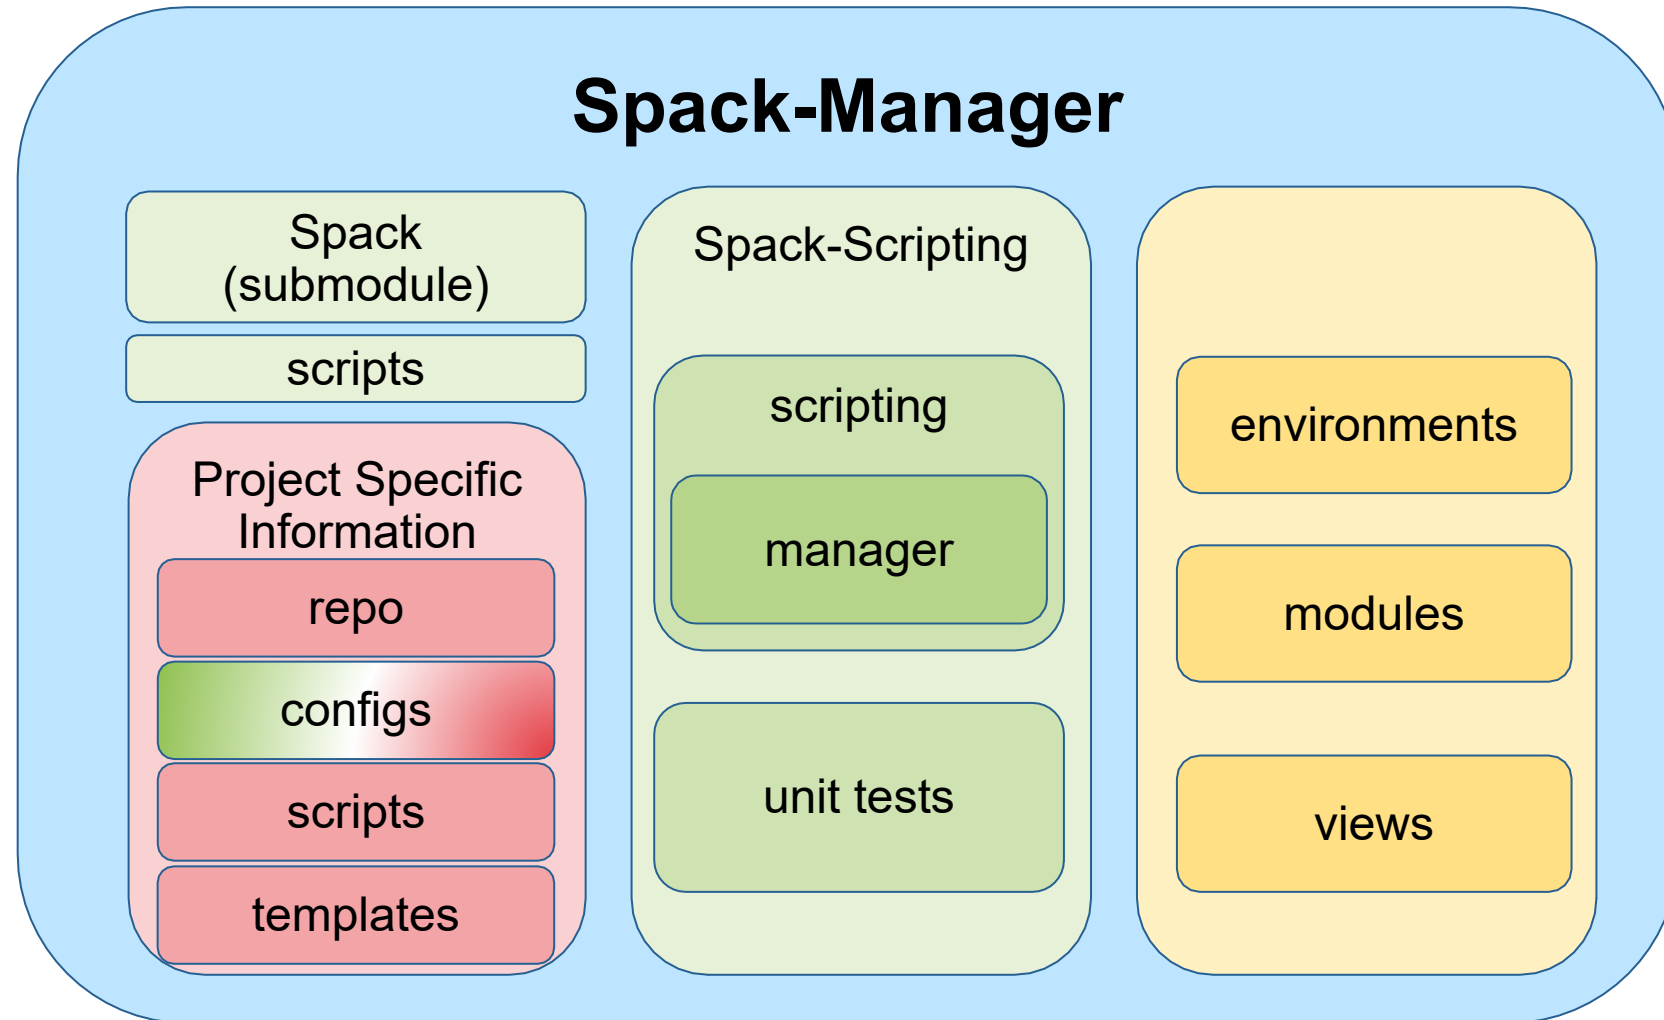 Spack-Manager
Spack
(submodule)
scripts
Project Specific
Information
repo
configs
scripts
templates
Spack-Scripting
scripting
manager
unit tests
environments
modules
views